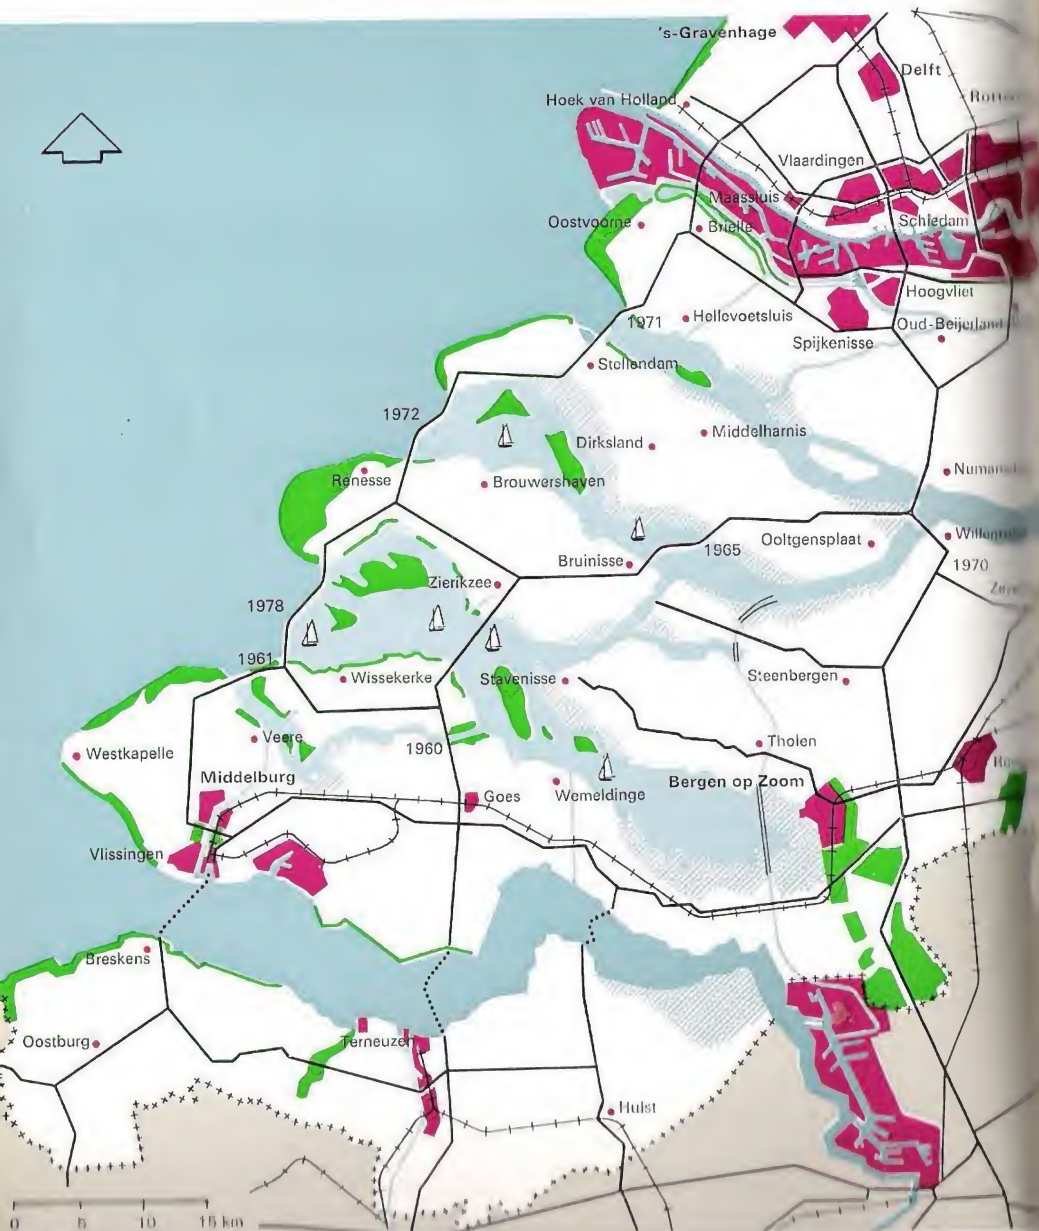 's-Gravenhage
Delft
Hoek van Holland
Vlaardingen
Maassluis
Oostvoorne
Brielle
Schiedam
Hoogvliet
1971
Hellevoetsluis
Oud-Beijerland
Spijkenisse
Stellendam
1972
Dirksland
Middelharnis
Renesse
Brouwershaven
Ooltgensplaat
1965
Bruinisse
1970
Zierikzee
1978
1961
Wissekerke
Stavenisse
Steenbergen
Veere
1960
Tholen
Westkapelle
Middelburg
Bergen op Zoom
Goes
Wemeldinge
Vlissingen
Breskens
Oostburg
Terneuzen
Hulst
0 5 10 15 km